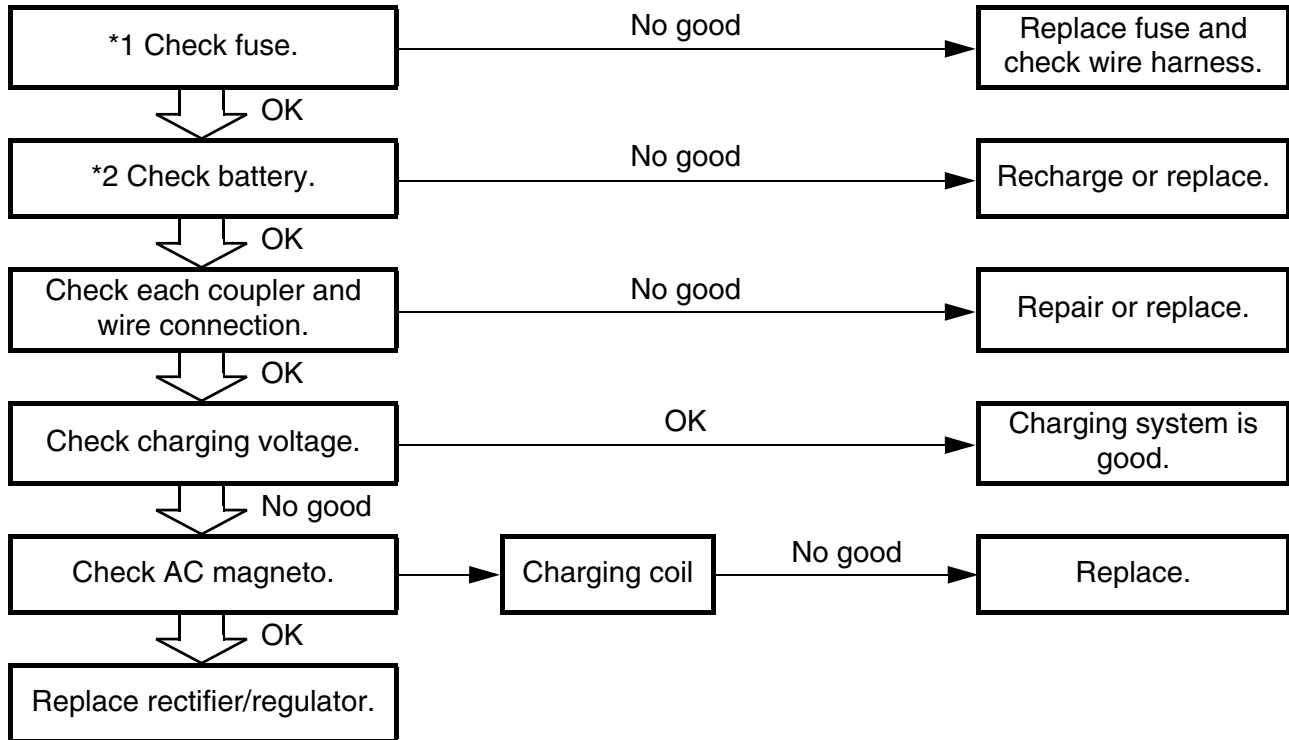 *1 Check fuse.
No good
Replace fuse and
check wire harness.
OK
*2 Check battery.
No good
Recharge or replace.
OK
Check each coupler and
wire connection.
No good
Repair or replace.
OK
Check charging voltage.
OK
Charging system is
good.
No good
Check AC magneto.
Charging coil
No good
Replace.
OK
Replace rectifier/regulator.